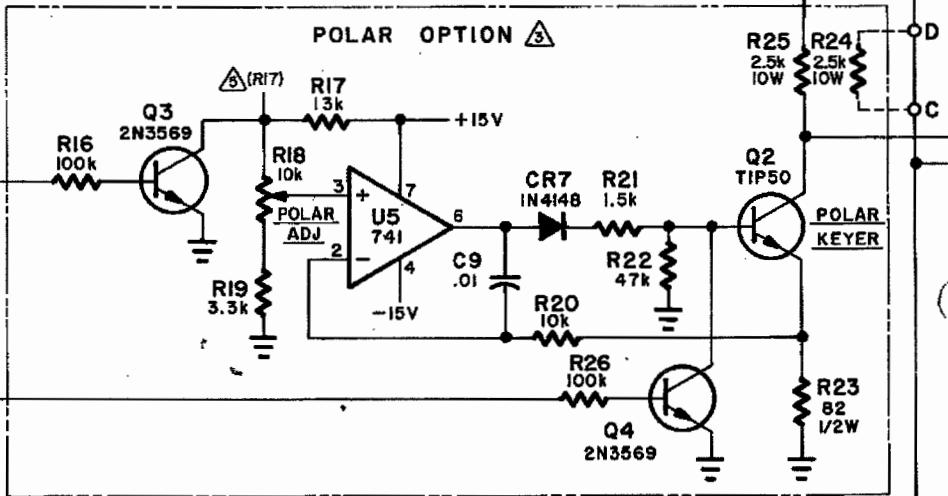 POLAR OPTION 3
5 (R17)
R17
13k
+15V
Q3
2N3569
R16
100k
R18
10k
POLAR
ADJ
R19
3.3k
3
+
2
−
U5
741
7
4
6
−15V
C9
.01
CR7
1N4148
R21
1.5k
R22
47k
R20
10k
R26
100k
Q4
2N3569
Q2
TIP50
POLAR
KEYER
R23
82
1/2W
R25
2.5k
10W
R24
2.5k
10W
D
C